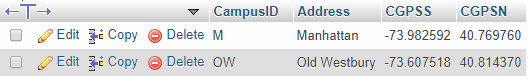 CampusID Address CGPSS CGPSN
Edit Copy Delete M Manhattan -73.982592 40.769760
Edit Copy Delete OW Old Westbury -73.607518 40.814370